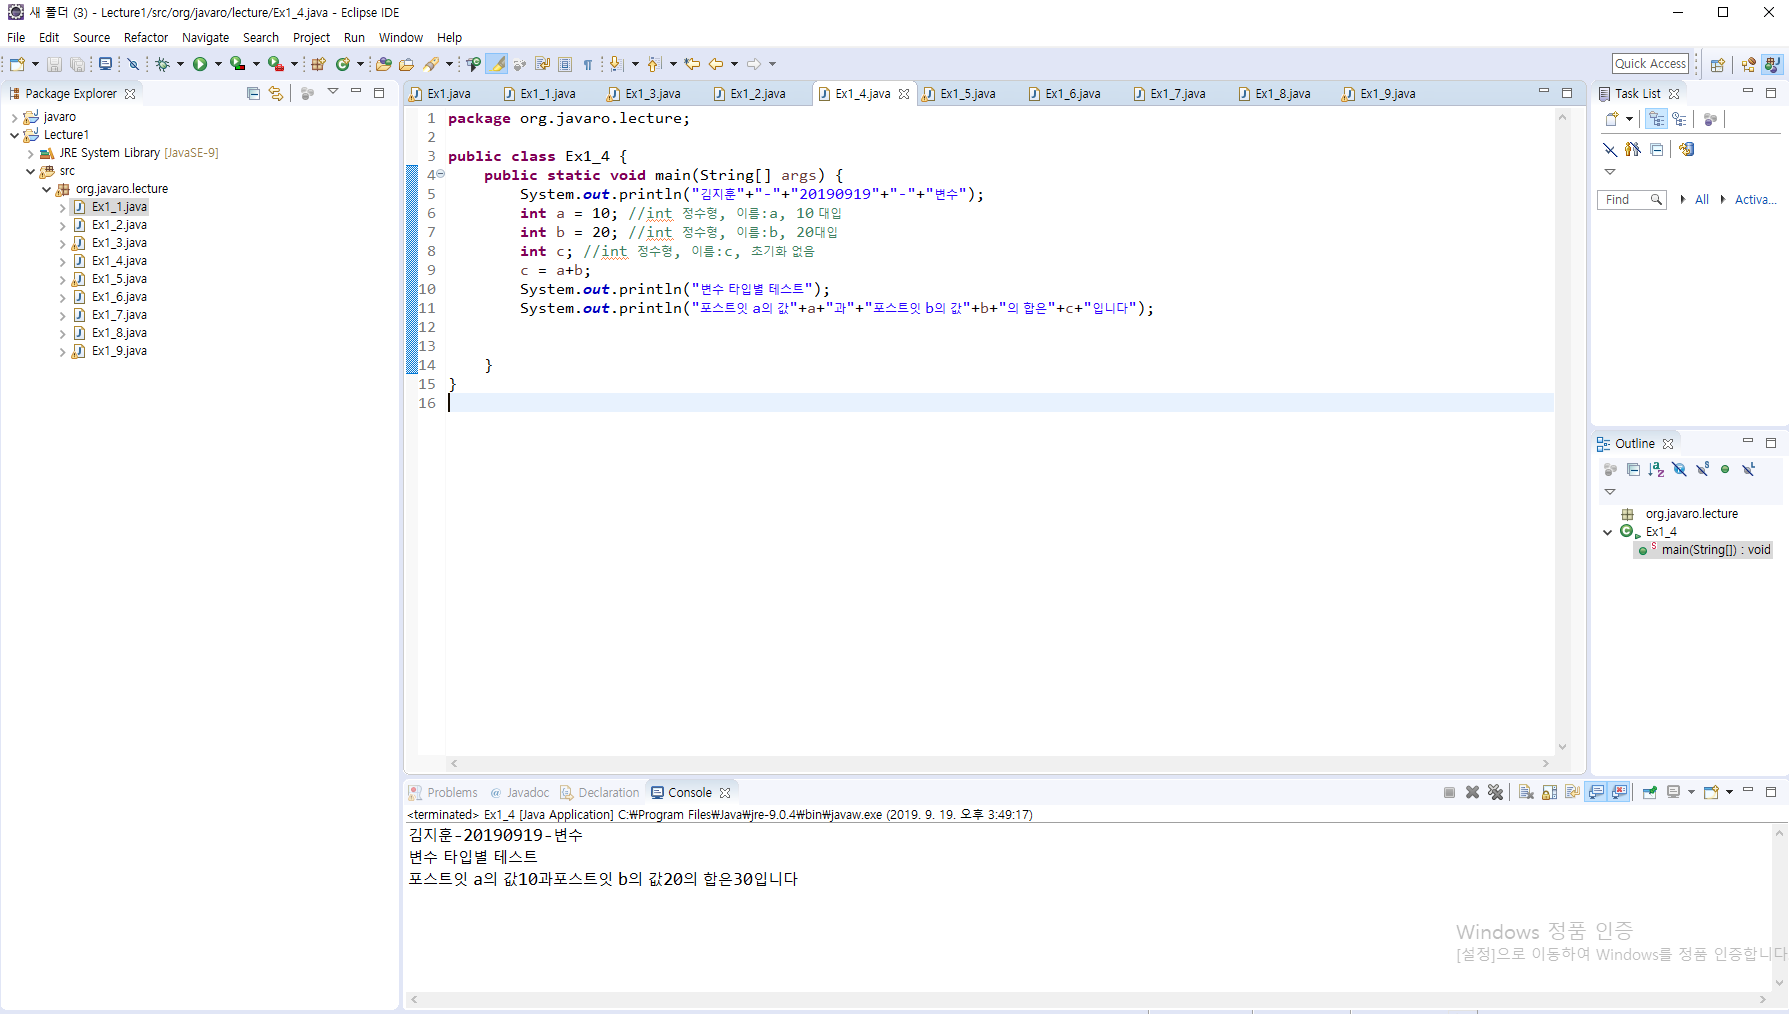 새 폴더 (3) - Lecture1/src/org/javaro/lecture/Ex1_4.java - Eclipse IDE
File Edit Source Refactor Navigate Search Project Run Window Help
Quick Access
Package Explorer
javaro
Lecture1
JRE System Library [JavaSE-9]
src
org.javaro.lecture
Ex1_1.java
Ex1_2.java
Ex1_3.java
Ex1_4.java
Ex1_5.java
Ex1_6.java
Ex1_7.java
Ex1_8.java
Ex1_9.java
Ex1.java Ex1_1.java Ex1_3.java Ex1_2.java Ex1_4.java Ex1_5.java Ex1_6.java Ex1_7.java Ex1_8.java Ex1_9.java
1 package org.javaro.lecture;
2
3 public class Ex1_4 {
4 public static void main(String[] args) {
5 System.out.println("김지훈"+"-"+"20190919"+"-"+"변수");
6 int a = 10; //int 정수형, 이름:a, 10 대입
7 int b = 20; //int 정수형, 이름:b, 20대입
8 int c; //int 정수형, 이름:c, 초기화 없음
9 c = a+b;
10 System.out.println("변수 타입별 테스트");
11 System.out.println("포스트잇 a의 값"+a+"과"+"포스트잇 b의 값"+b+"의 합은"+c+"입니다");
12
13
14 }
15 }
16
Task List
Find All Activa...
Outline
org.javaro.lecture
Ex1_4
main(String[]) : void
Problems Javadoc Declaration Console
<terminated> Ex1_4 [Java Application] C:₩Program Files₩Java₩jre-9.0.4₩bin₩javaw.exe (2019. 9. 19. 오후 3:49:17)
김지훈-20190919-변수
변수 타입별 테스트
포스트잇 a의 값10과포스트잇 b의 값20의 합은30입니다
Windows 정품 인증
[설정]으로 이동하여 Windows를 정품 인증합니다